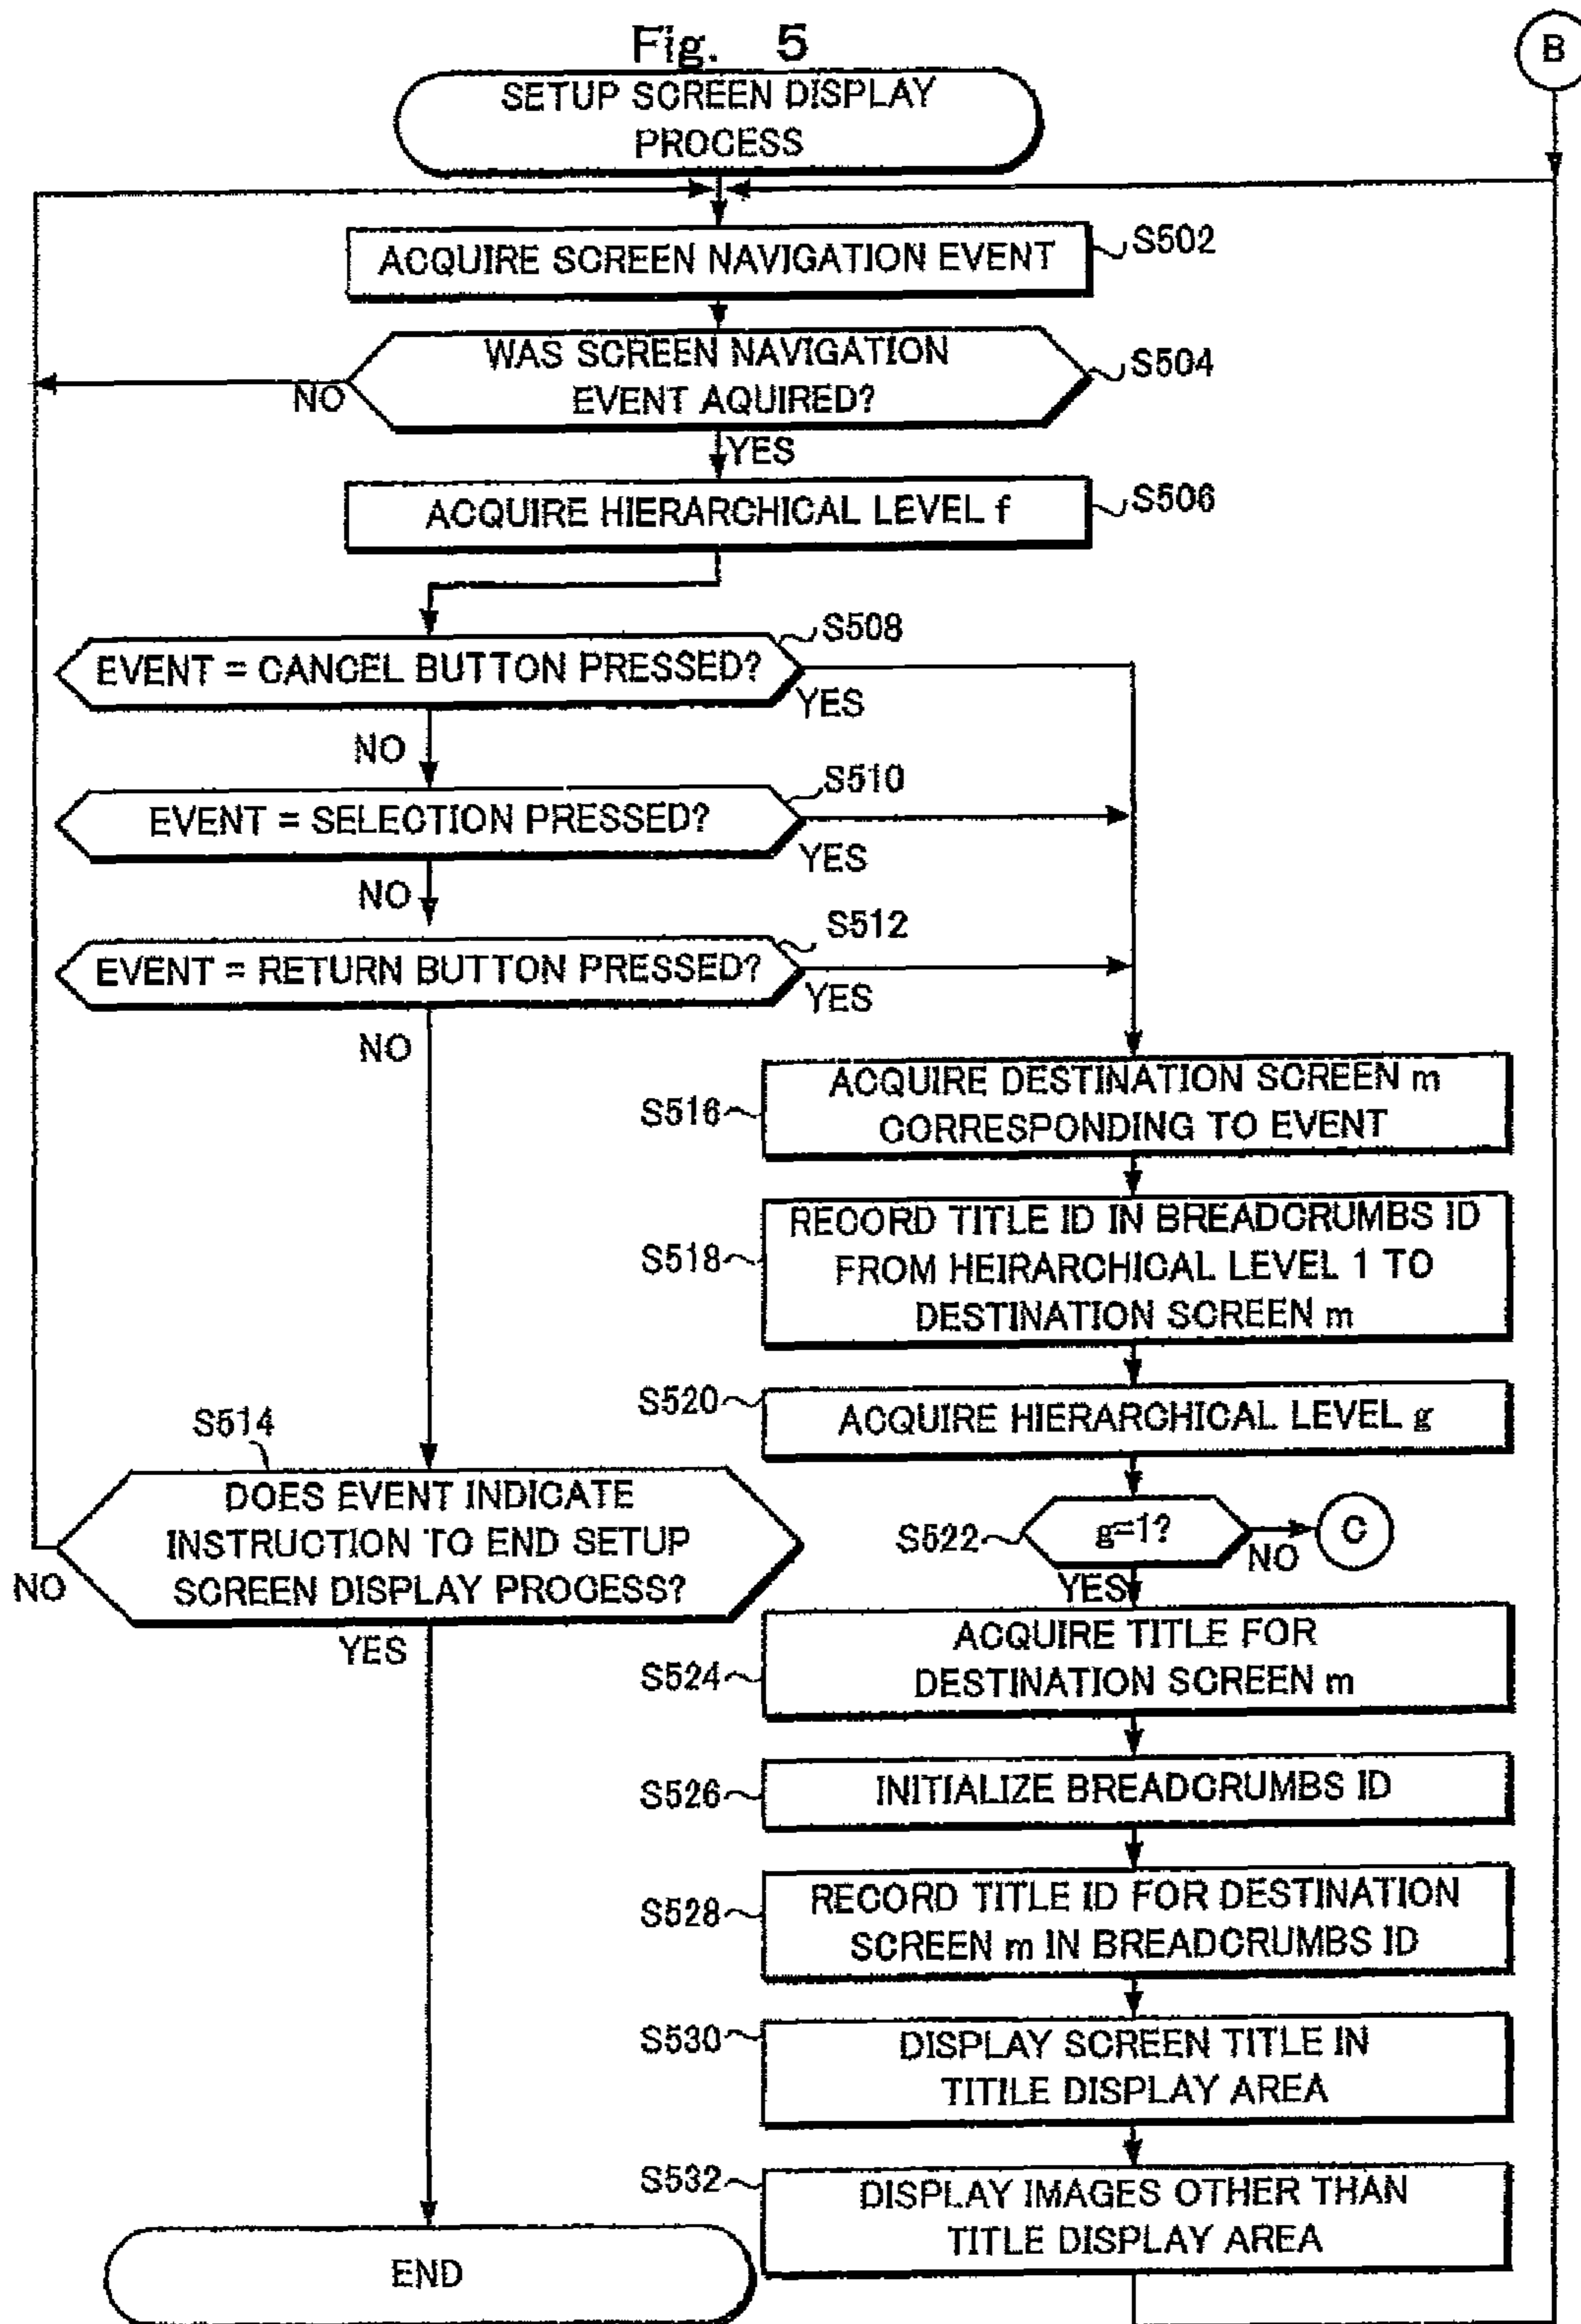 Fig. 5
B
SETUP SCREEN DISPLAY
PROCESS
ACQUIRE SCREEN NAVIGATION EVENT
S502
WAS SCREEN NAVIGATION
EVENT AQUIRED?
S504
NO
YES
ACQUIRE HIERARCHICAL LEVEL f
S506
EVENT = CANCEL BUTTON PRESSED?
S508
YES
NO
EVENT = SELECTION PRESSED?
S510
YES
NO
EVENT = RETURN BUTTON PRESSED?
S512
YES
NO
S516
ACQUIRE DESTINATION SCREEN m
CORRESPONDING TO EVENT
S518
RECORD TITLE ID IN BREADCRUMBS ID
FROM HEIRARCHICAL LEVEL 1 TO
DESTINATION SCREEN m
S520
ACQUIRE HIERARCHICAL LEVEL g
S514
DOES EVENT INDICATE
INSTRUCTION TO END SETUP
SCREEN DISPLAY PROCESS?
NO
YES
S522
g=1?
NO
C
YES
S524
ACQUIRE TITLE FOR
DESTINATION SCREEN m
S526
INITIALIZE BREADCRUMBS ID
S528
RECORD TITLE ID FOR DESTINATION
SCREEN m IN BREADCRUMBS ID
S530
DISPLAY SCREEN TITLE IN
TITILE DISPLAY AREA
S532
DISPLAY IMAGES OTHER THAN
TITLE DISPLAY AREA
END